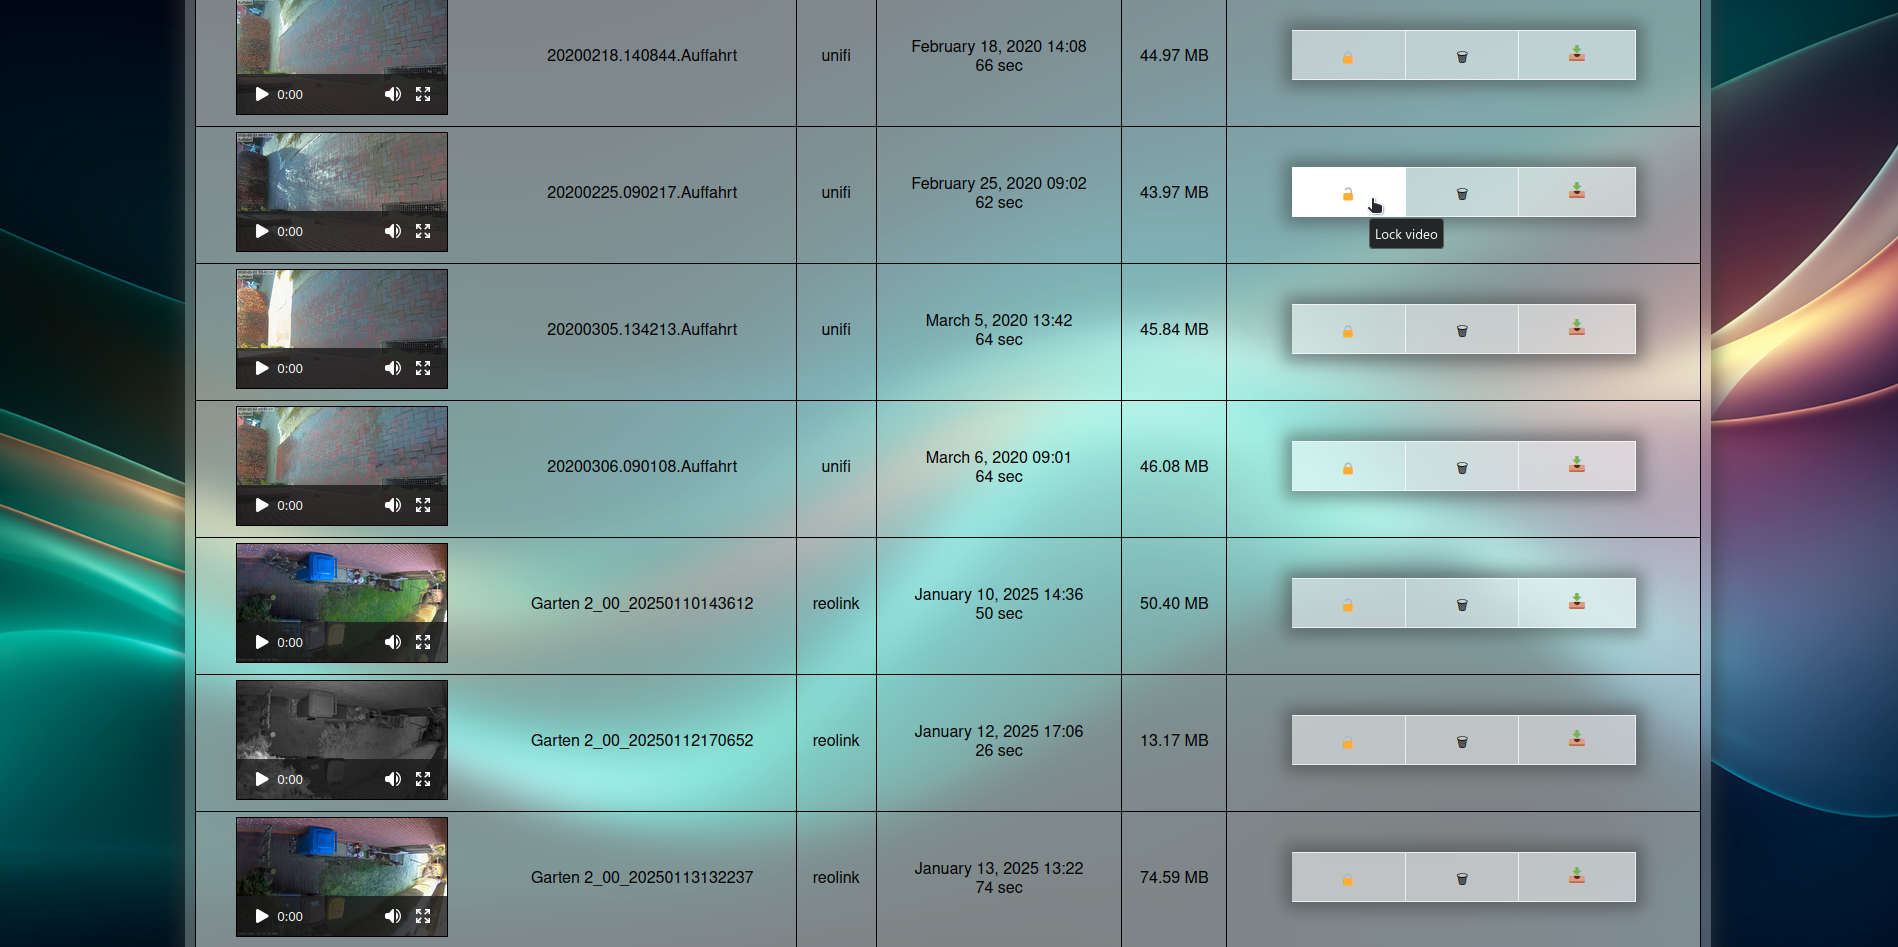 20200218.140844.Auffahrt unifi February 18, 2020 14:08 44.97 MB
66 sec
0:00
20200225.090217.Auffahrt unifi February 25, 2020 09:02 43.97 MB
62 sec
0:00
Lock video
20200305.134213.Auffahrt unifi March 5, 2020 13:42 45.84 MB
64 sec
0:00
20200306.090108.Auffahrt unifi March 6, 2020 09:01 46.08 MB
64 sec
0:00
Garten 2_00_20250110143612 reolink January 10, 2025 14:36 50.40 MB
50 sec
0:00
Garten 2_00_20250112170652 reolink January 12, 2025 17:06 13.17 MB
26 sec
0:00
Garten 2_00_20250113132237 reolink January 13, 2025 13:22 74.59 MB
74 sec
0:00